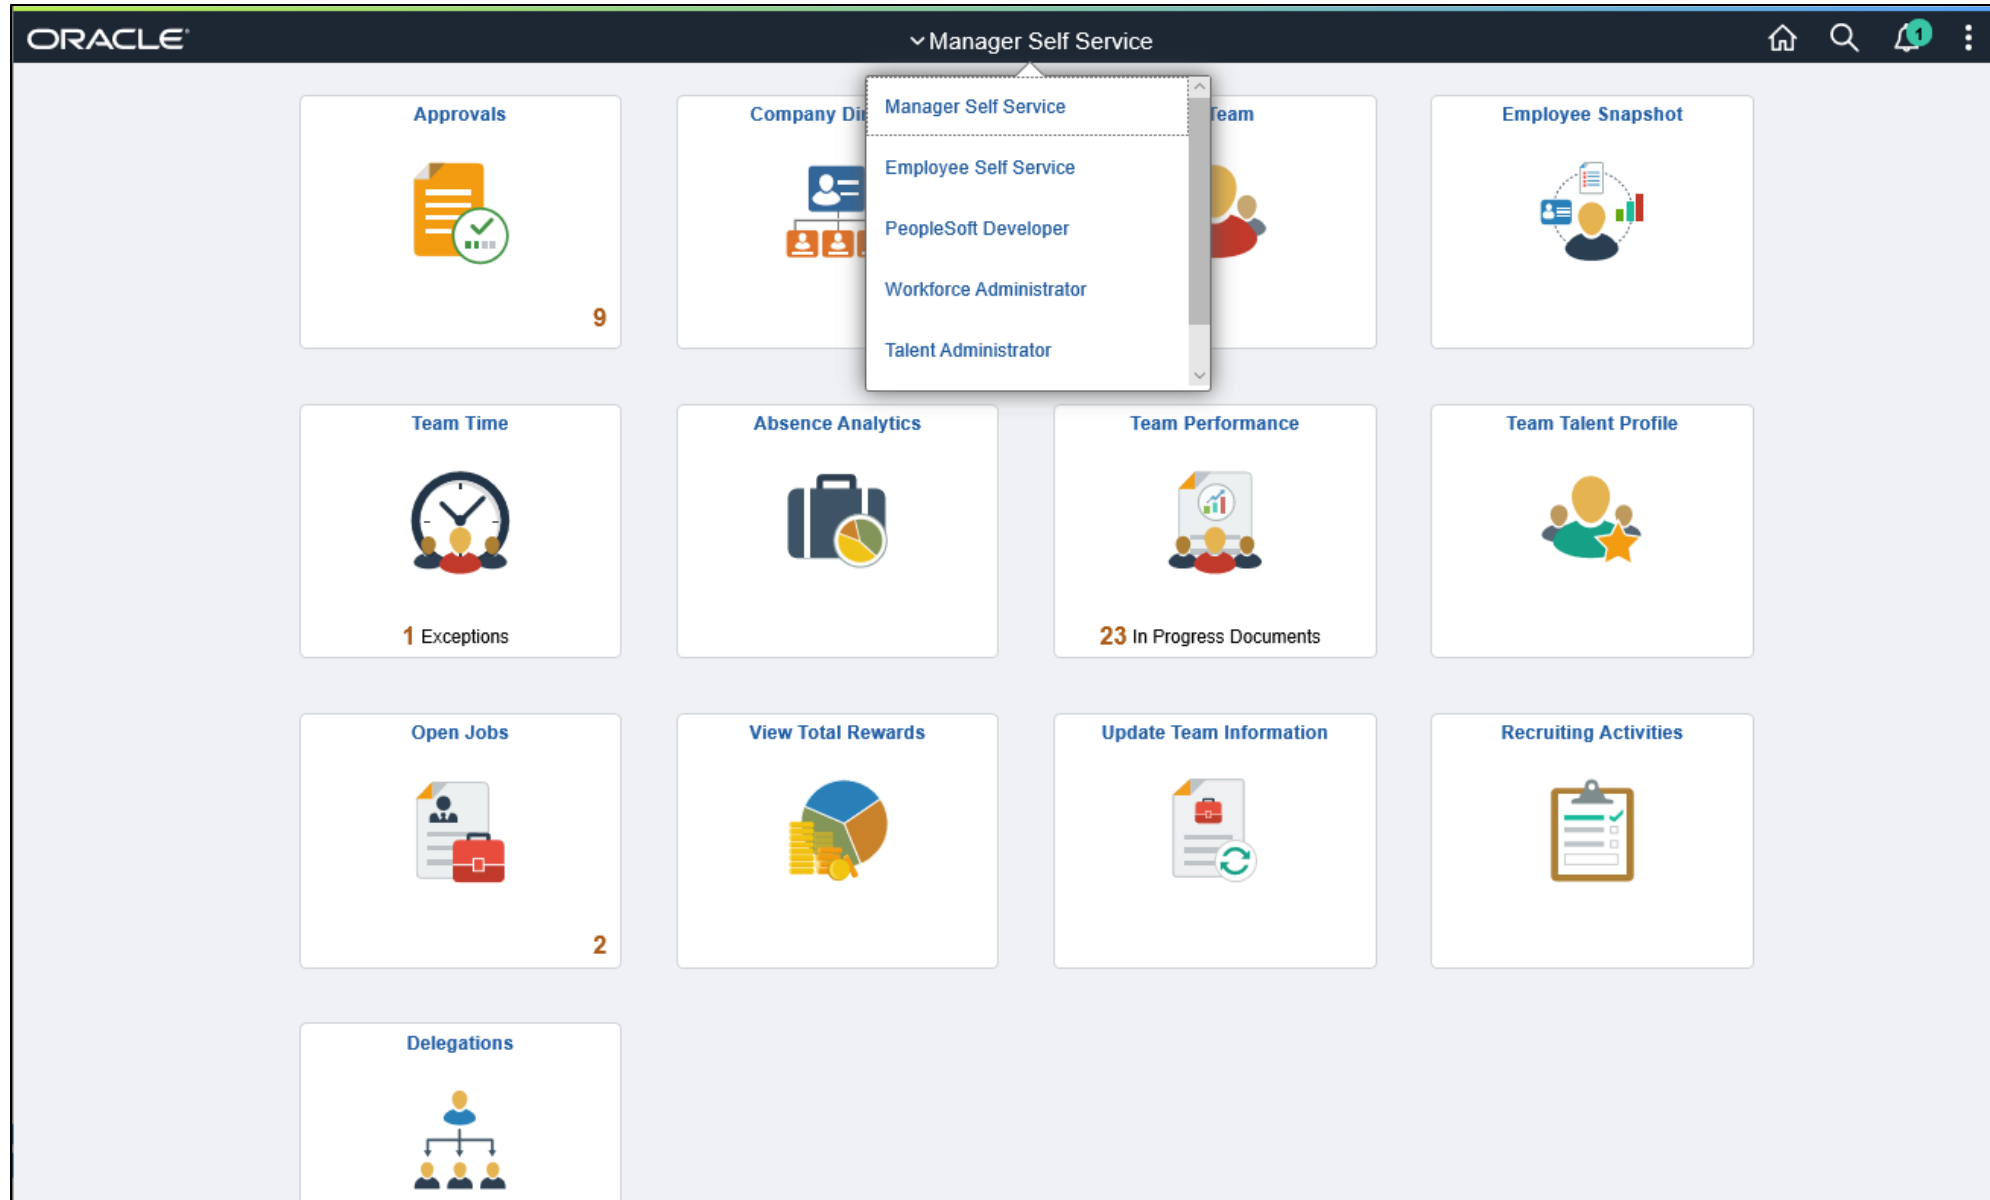 ORACLE
Manager Self Service
1
Manager Self Service
Employee Self Service
PeopleSoft Developer
Workforce Administrator
Talent Administrator
Approvals
9
Company
Team
Employee Snapshot
Team Time
1 Exceptions
Absence Analytics
Team Performance
23 In Progress Documents
Team Talent Profile
Open Jobs
2
View Total Rewards
Update Team Information
Recruiting Activities
Delegations